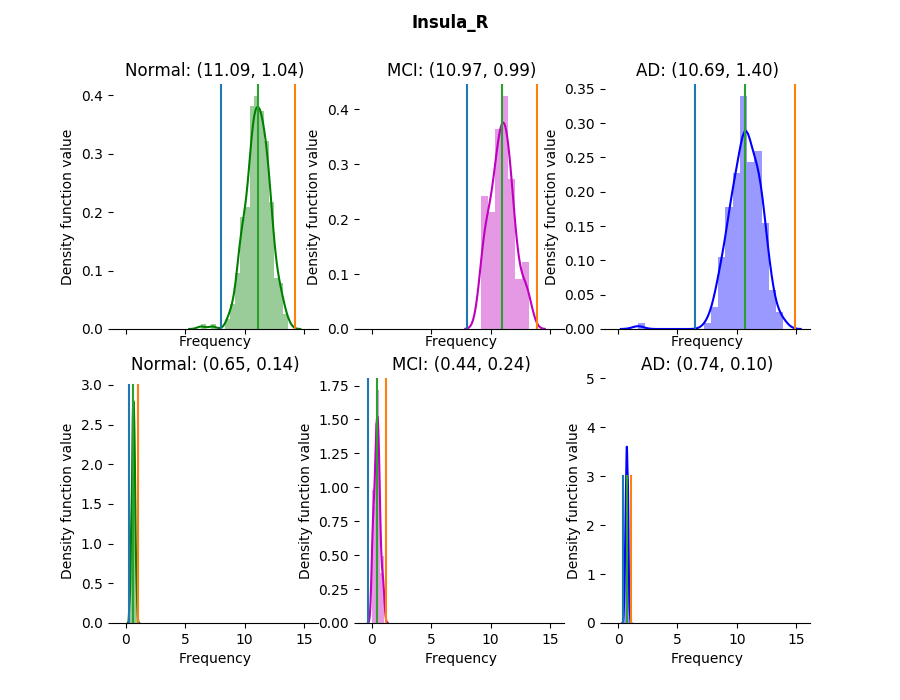 Insula_R
Normal: (11.09, 1.04)
MCI: (10.97, 0.99)
AD: (10.69, 1.40)
Density function value
0.4
0.3
0.2
0.1
0.0
Frequency
Density function value
0.4
0.3
0.2
0.1
0.0
Frequency
Density function value
0.35
0.30
0.25
0.20
0.15
0.10
0.05
0.00
Frequency
Normal: (0.65, 0.14)
MCI: (0.44, 0.24)
AD: (0.74, 0.10)
Density function value
3.0
2.5
2.0
1.5
1.0
0.5
0.0
0 5 10 15
Frequency
Density function value
1.75
1.50
1.25
1.00
0.75
0.50
0.25
0.00
0 5 10 15
Frequency
Density function value
5
4
3
2
1
0
0 5 10 15
Frequency